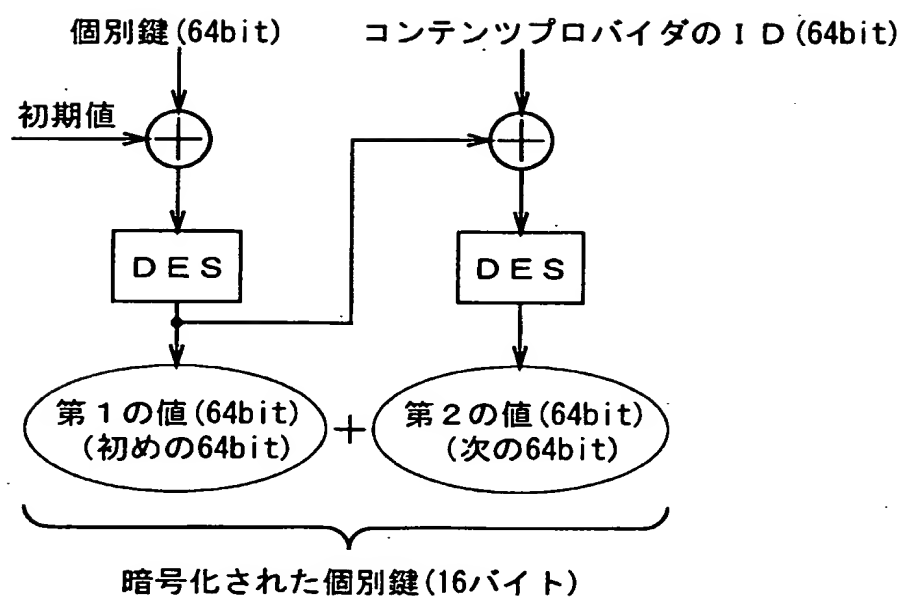 個別鍵(64bit)
コンテンツプロバイダのＩＤ(64bit)
初期値
ＤＥＳ
ＤＥＳ
第１の値(64bit)
(初めの64bit)
+
第２の値(64bit)
(次の64bit)
暗号化された個別鍵(16バイト)